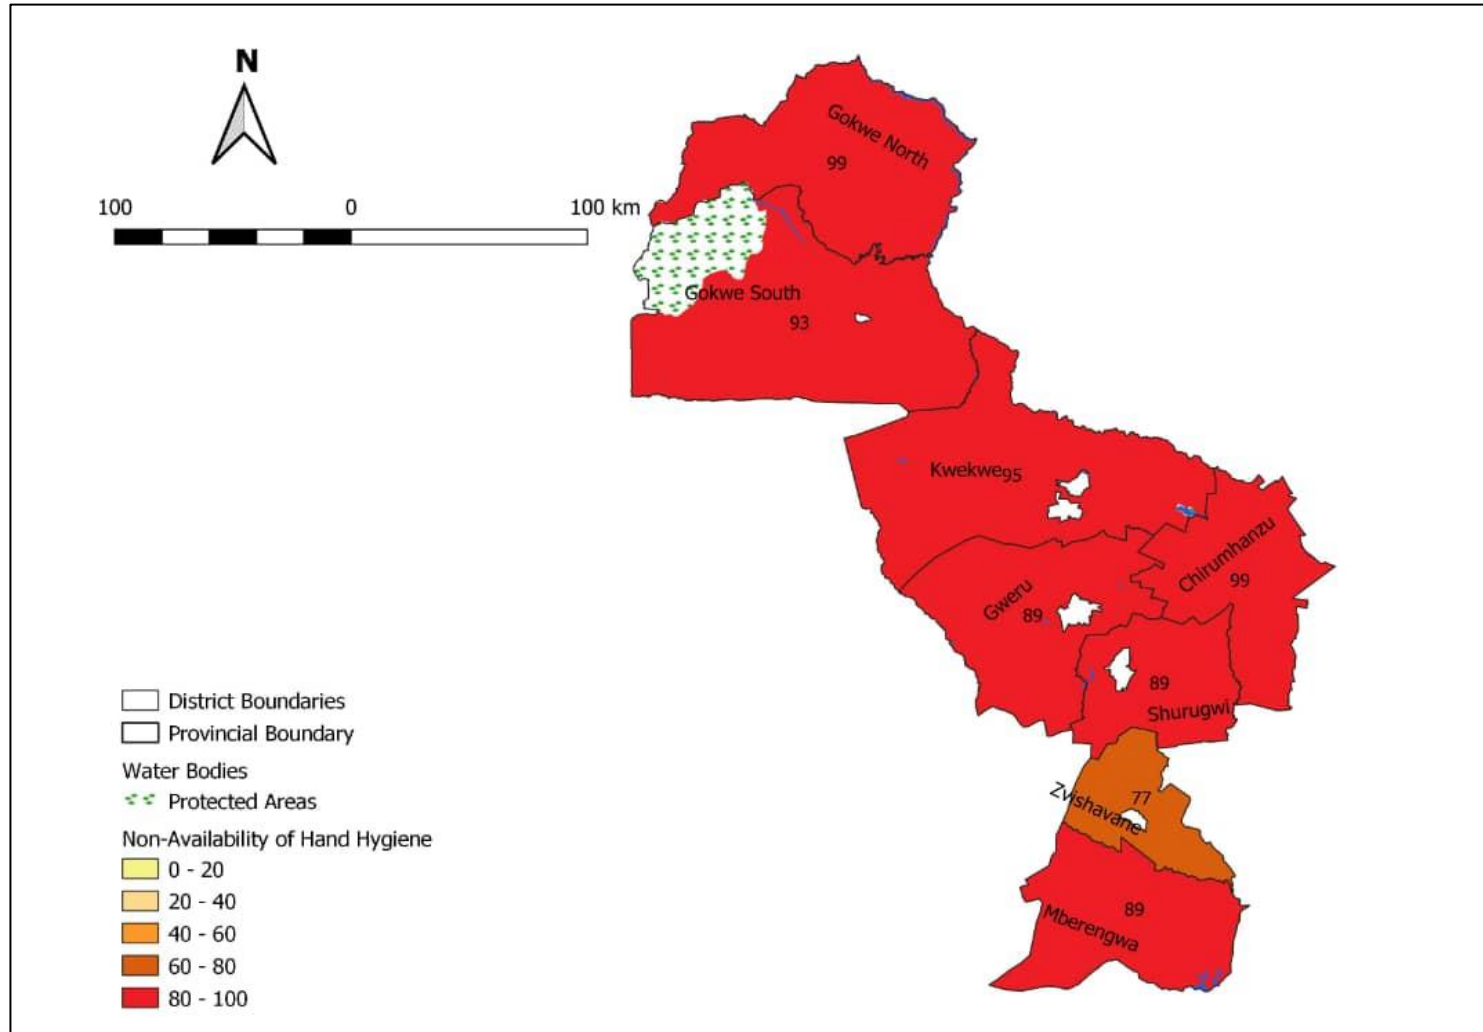 N
100 0 100 km
Gokwe North
99
Gokwe South
93
Kwekwe 95
Chirumhanzu
99
Gweru
89
89
Shurugwi
77
Zvishavane
89
Mberengwa
District Boundaries
Provincial Boundary
Water Bodies
Protected Areas
Non-Availability of Hand Hygiene
0 - 20
20 - 40
40 - 60
60 - 80
80 - 100